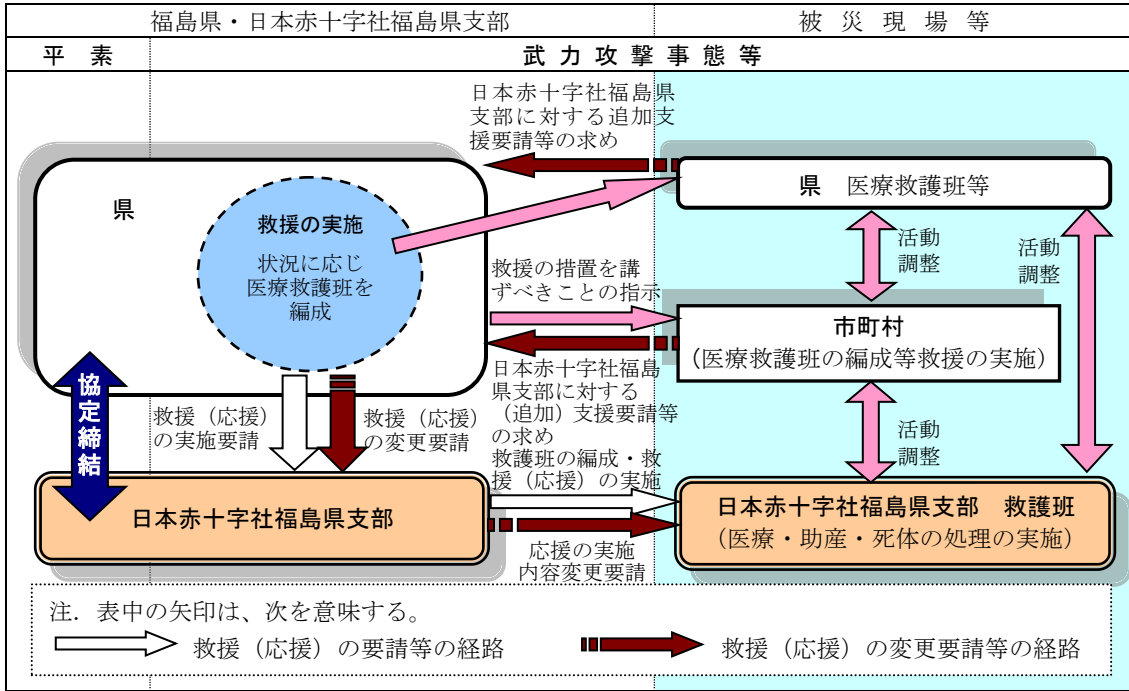 福島県・日本赤十字社福島県支部
被災現場等
平素
武力攻撃事態等
日本赤十字社福島県
支部に対する追加支
援要請等の求め
県
救援の実施
状況に応じ
医療救護班を
編成
県 医療救護班等
活動
調整
活動
調整
救援の措置を講
ずべきことの指示
市町村
(医療救護班の編成等救援の実施)
協定締結
救援（応援）
の実施要請
救援（応援）
の変更要請
日本赤十字社福島
県支部に対する
（追加）支援要請等
の求め
救護班の編成・救
援（応援）の実施
活動
調整
日本赤十字社福島県支部
日本赤十字社福島県支部 救護班
(医療・助産・死体の処理の実施)
応援の実施
内容変更要請
注．表中の矢印は、次を意味する。
救援（応援）の要請等の経路
救援（応援）の変更要請等の経路